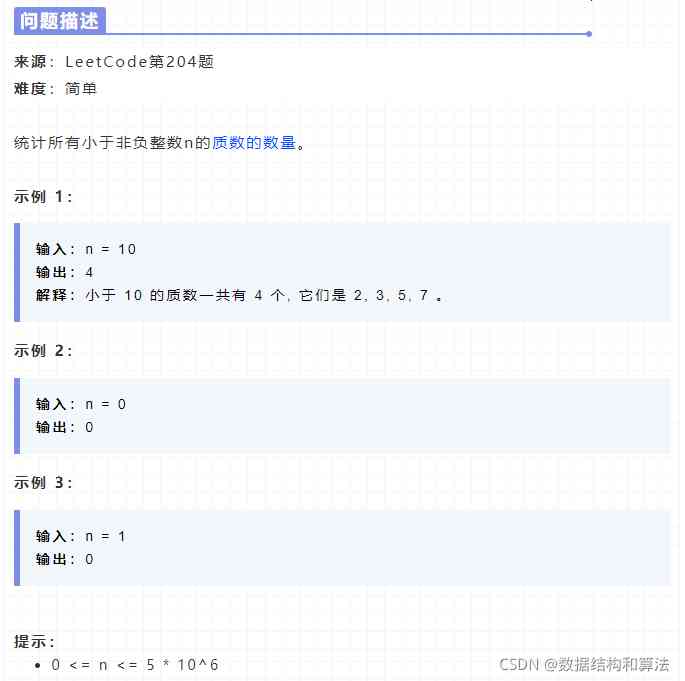 问题描述
来源：LeetCode第204题
难度：简单
统计所有小于非负整数n的质数的数量。
示例 1：
输入：n = 10
输出：4
解释：小于 10 的质数一共有 4 个, 它们是 2, 3, 5, 7 。
示例 2：
输入：n = 0
输出：0
示例 3：
输入：n = 1
输出：0
提示：
• 0 <= n <= 5 * 10^6
CSDN @数据结构和算法